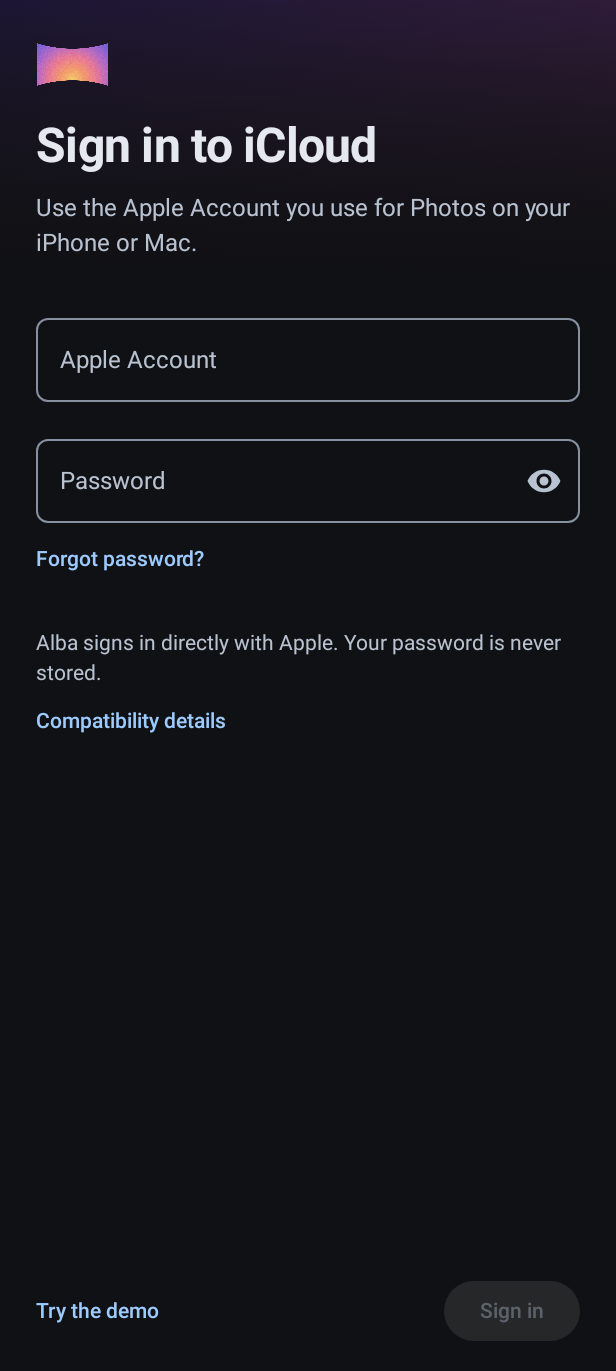 Sign in to iCloud
Use the Apple Account you use for Photos on your
iPhone or Mac.
Apple Account
Password
Forgot password?
Alba signs in directly with Apple. Your password is never
stored.
Compatibility details
Try the demo
Sign in